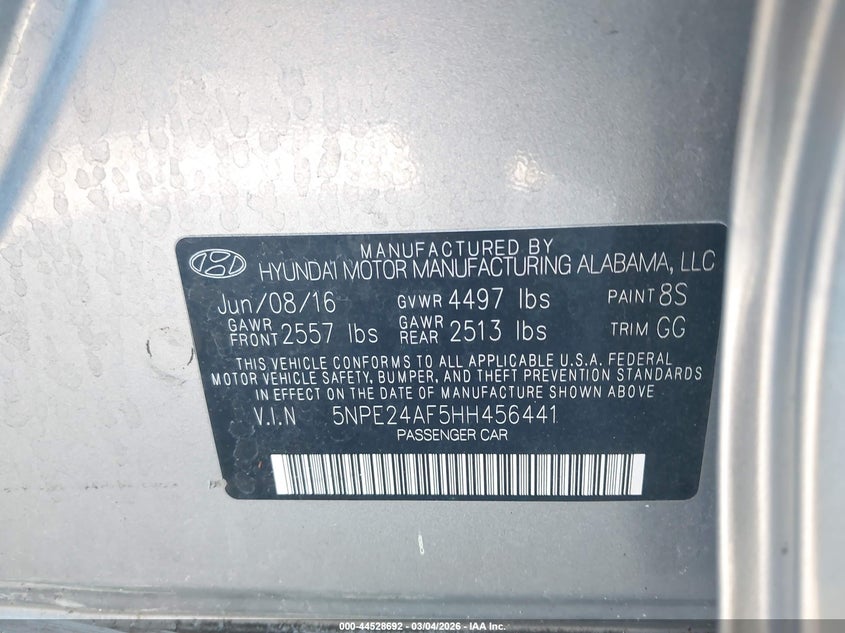 MANUFACTURED BY
HYUNDAI MOTOR MANUFACTURING ALABAMA, LLC
Jun/08/16 GVWR 4497 lbs PAINT 8S
GAWR FRONT 2557 lbs GAWR REAR 2513 lbs TRIM GG
THIS VEHICLE CONFORMS TO ALL APPLICABLE U.S.A. FEDERAL
MOTOR VEHICLE SAFETY, BUMPER, AND THEFT PREVENTION STANDARDS
IN EFFECT ON THE DATE OF MANUFACTURE SHOWN ABOVE
V.I.N 5NPE24AF5HH456441
PASSENGER CAR
000-44528692 - 03/04/2026 - IAA Inc.